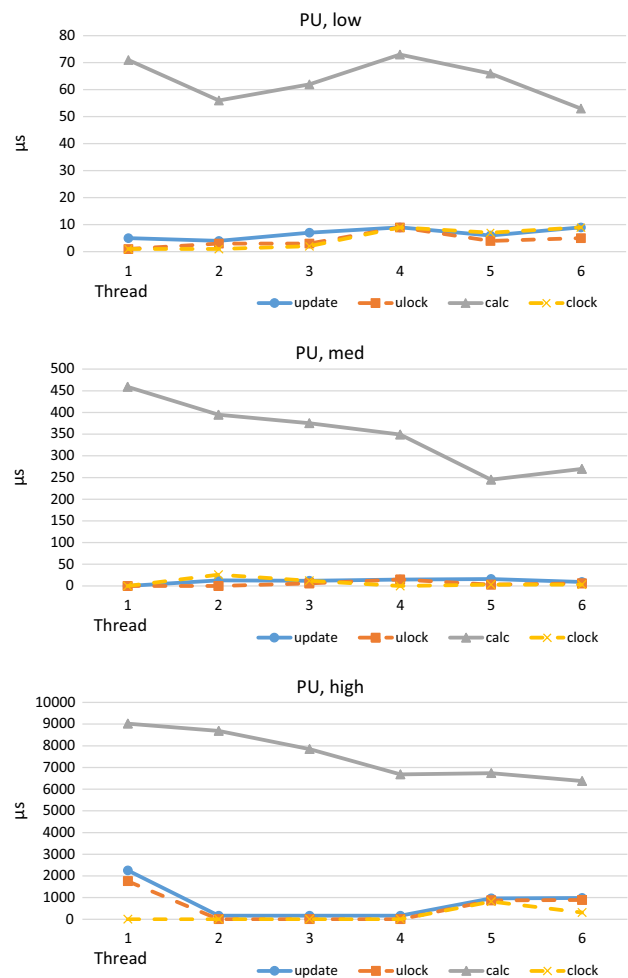 PU, low
80
70
60
50
40
30
20
10
0
µs
1 2 3 4 5 6
Thread
update ulock calc clock
PU, med
500
450
400
350
300
250
200
150
100
50
0
µs
1 2 3 4 5 6
Thread
update ulock calc clock
PU, high
10000
9000
8000
7000
6000
5000
4000
3000
2000
1000
0
µs
1 2 3 4 5 6
Thread
update ulock calc clock